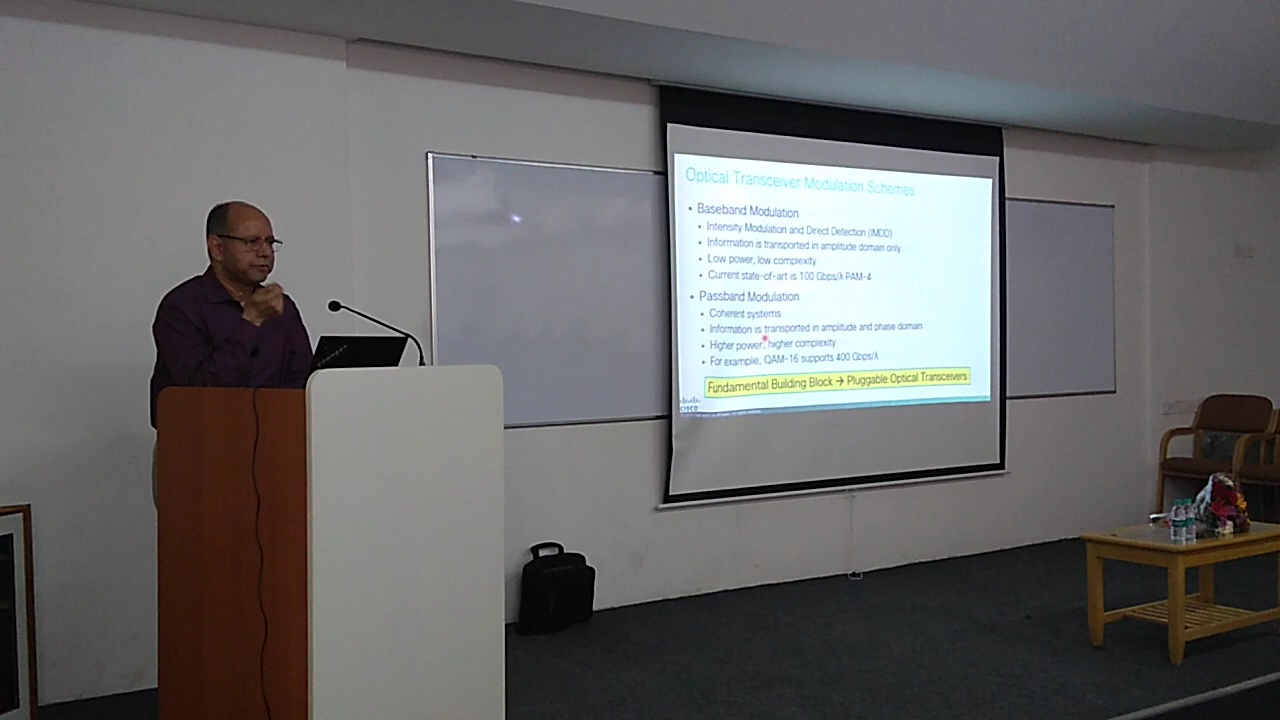 Optical Transceiver Modulation Schemes
• Baseband Modulation
• Intensity Modulation and Direct Detection (IMDD)
• Information is transported in amplitude domain only
• Low power, low complexity
• Current state-of-art is 100 Gbps/λ PAM-4
• Passband Modulation
• Coherent systems
• Information is transported in amplitude and phase domain
• Higher power, higher complexity
• For example, QAM-16 supports 400 Gbps/λ
Fundamental Building Block → Pluggable Optical Transceivers
CISCO